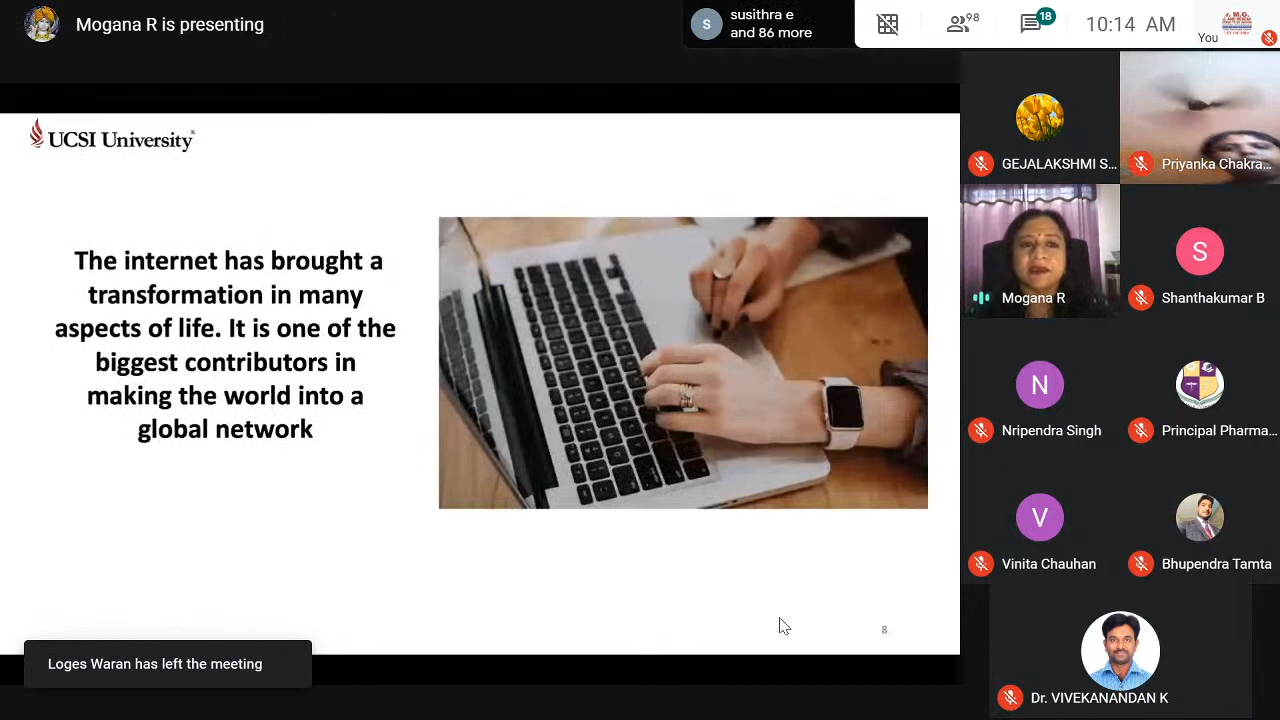 Mogana R is presenting
S
susithra e
and 86 more
98
18
10:14 AM
You
UCSI University
The internet has brought a
transformation in many
aspects of life. It is one of the
biggest contributors in
making the world into a
global network
8
Loges Waran has left the meeting
GEJALAKSHMI S...
Priyanka Chakra...
Mogana R
S
Shanthakumar B
N
Nripendra Singh
Principal Pharma...
V
Vinita Chauhan
Bhupendra Tamta
Dr. VIVEKANANDAN K